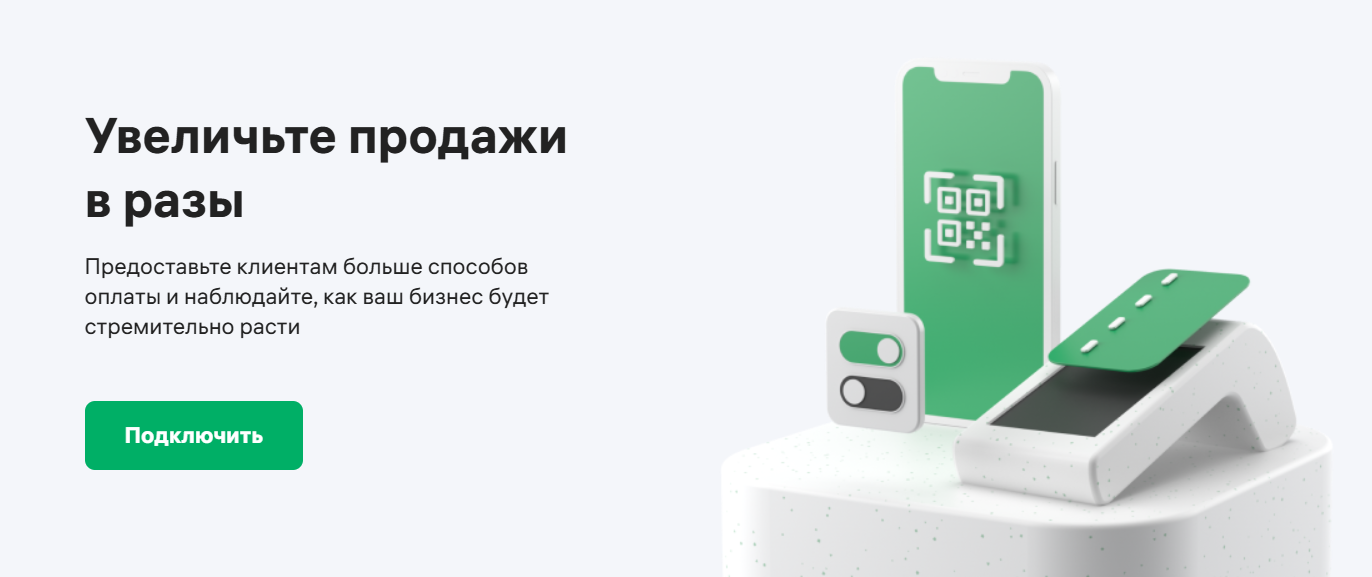 Увеличьте продажи
в разы
Предоставьте клиентам больше способов
оплаты и наблюдайте, как ваш бизнес будет
стремительно расти
Подключить